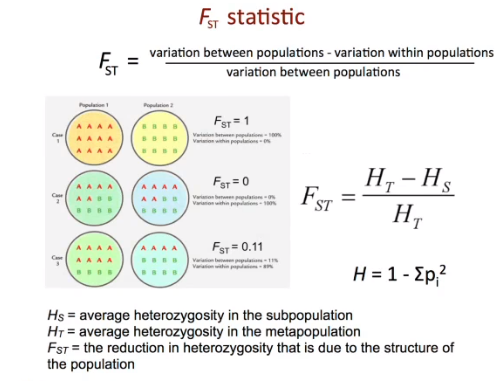 FST statistic
FST = variation between populations - variation within populations
variation between populations
Population 1 Population 2
Case 1
A A A A
A A A A
A A A A
B B B B
B B B B
B B B B
FST = 1
Variation between populations = 100%
Variation within populations = 0%
Case 2
A A A A
A A B B
B B B B
A A A A
A A B B
B B B B
FST = 0
Variation between populations = 0%
Variation within populations = 100%
Case 3
A A A A
A A A A
B B B B
A A A A
B B B B
B B B B
FST = 0.11
Variation between populations = 11%
Variation within populations = 89%
FST = HT − HS
HT
H = 1 - Σpi²
HS = average heterozygosity in the subpopulation
HT = average heterozygosity in the metapopulation
FST = the reduction in heterozygosity that is due to the structure of
the population